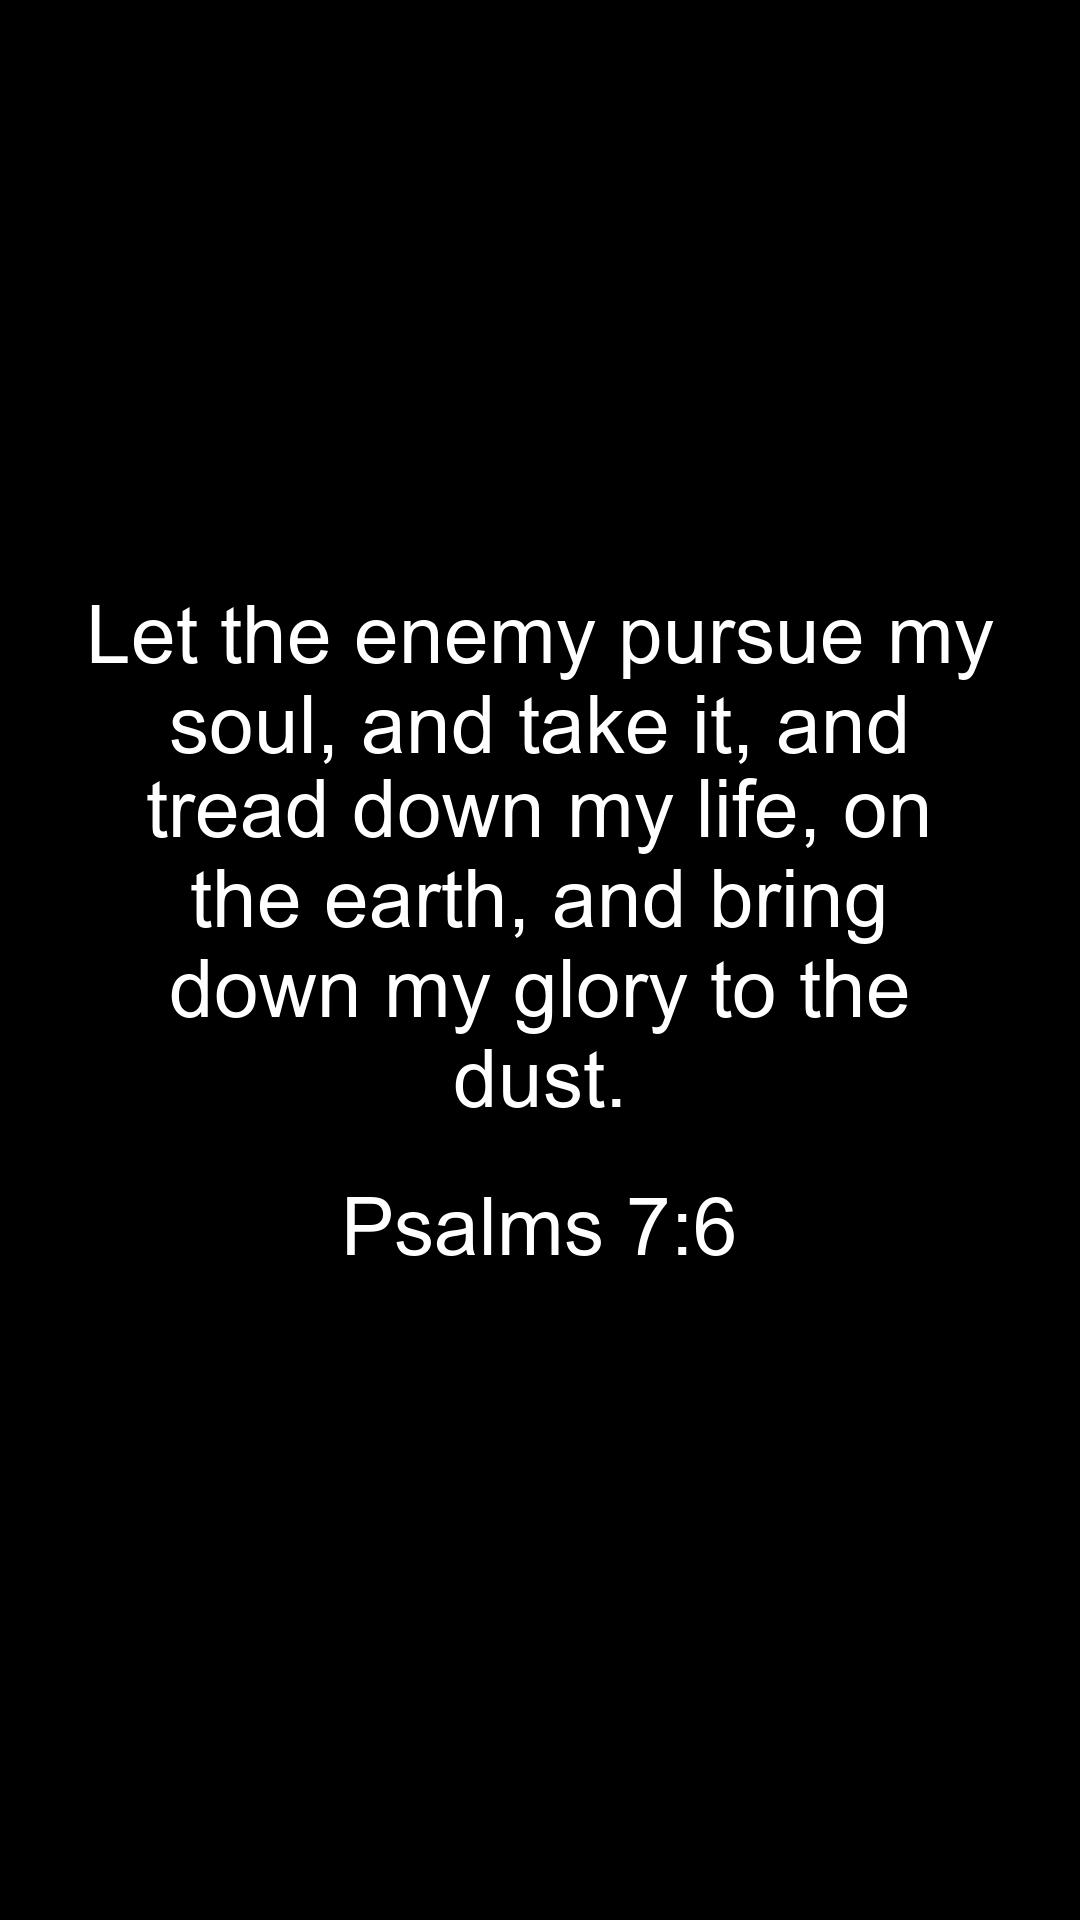 Let the enemy pursue my
soul, and take it, and
tread down my life, on
the earth, and bring
down my glory to the
dust.
Psalms 7:6